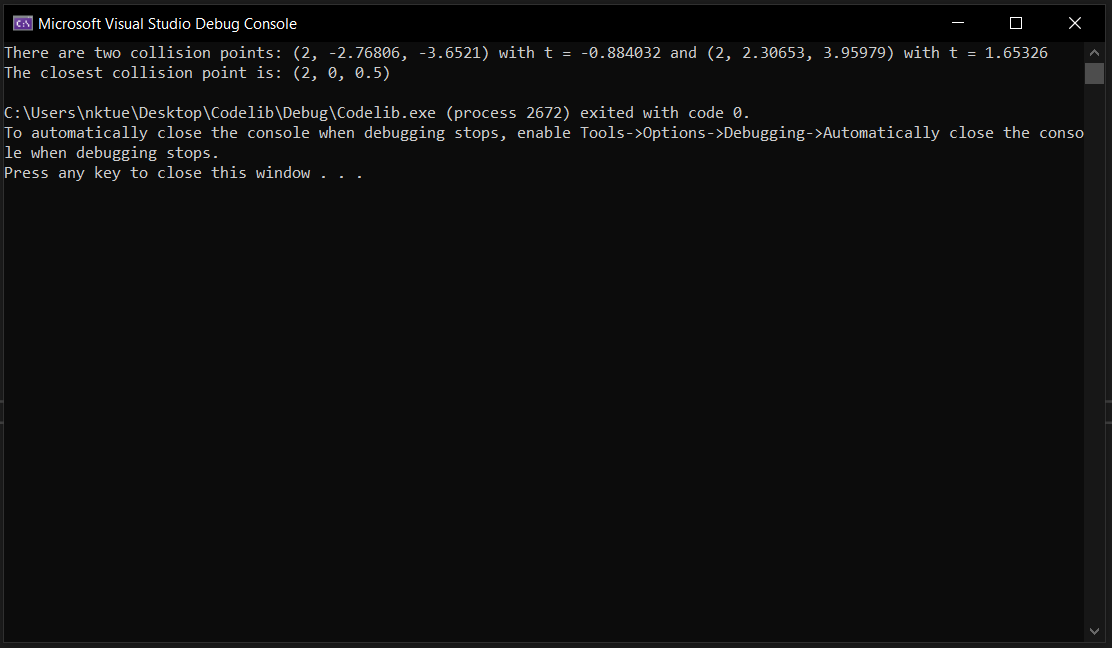 Microsoft Visual Studio Debug Console
There are two collision points: (2, -2.76806, -3.6521) with t = -0.884032 and (2, 2.30653, 3.95979) with t = 1.65326
The closest collision point is: (2, 0, 0.5)
C:\Users\nktue\Desktop\Codelib\Debug\Codelib.exe (process 2672) exited with code 0.
To automatically close the console when debugging stops, enable Tools->Options->Debugging->Automatically close the conso
le when debugging stops.
Press any key to close this window . . .